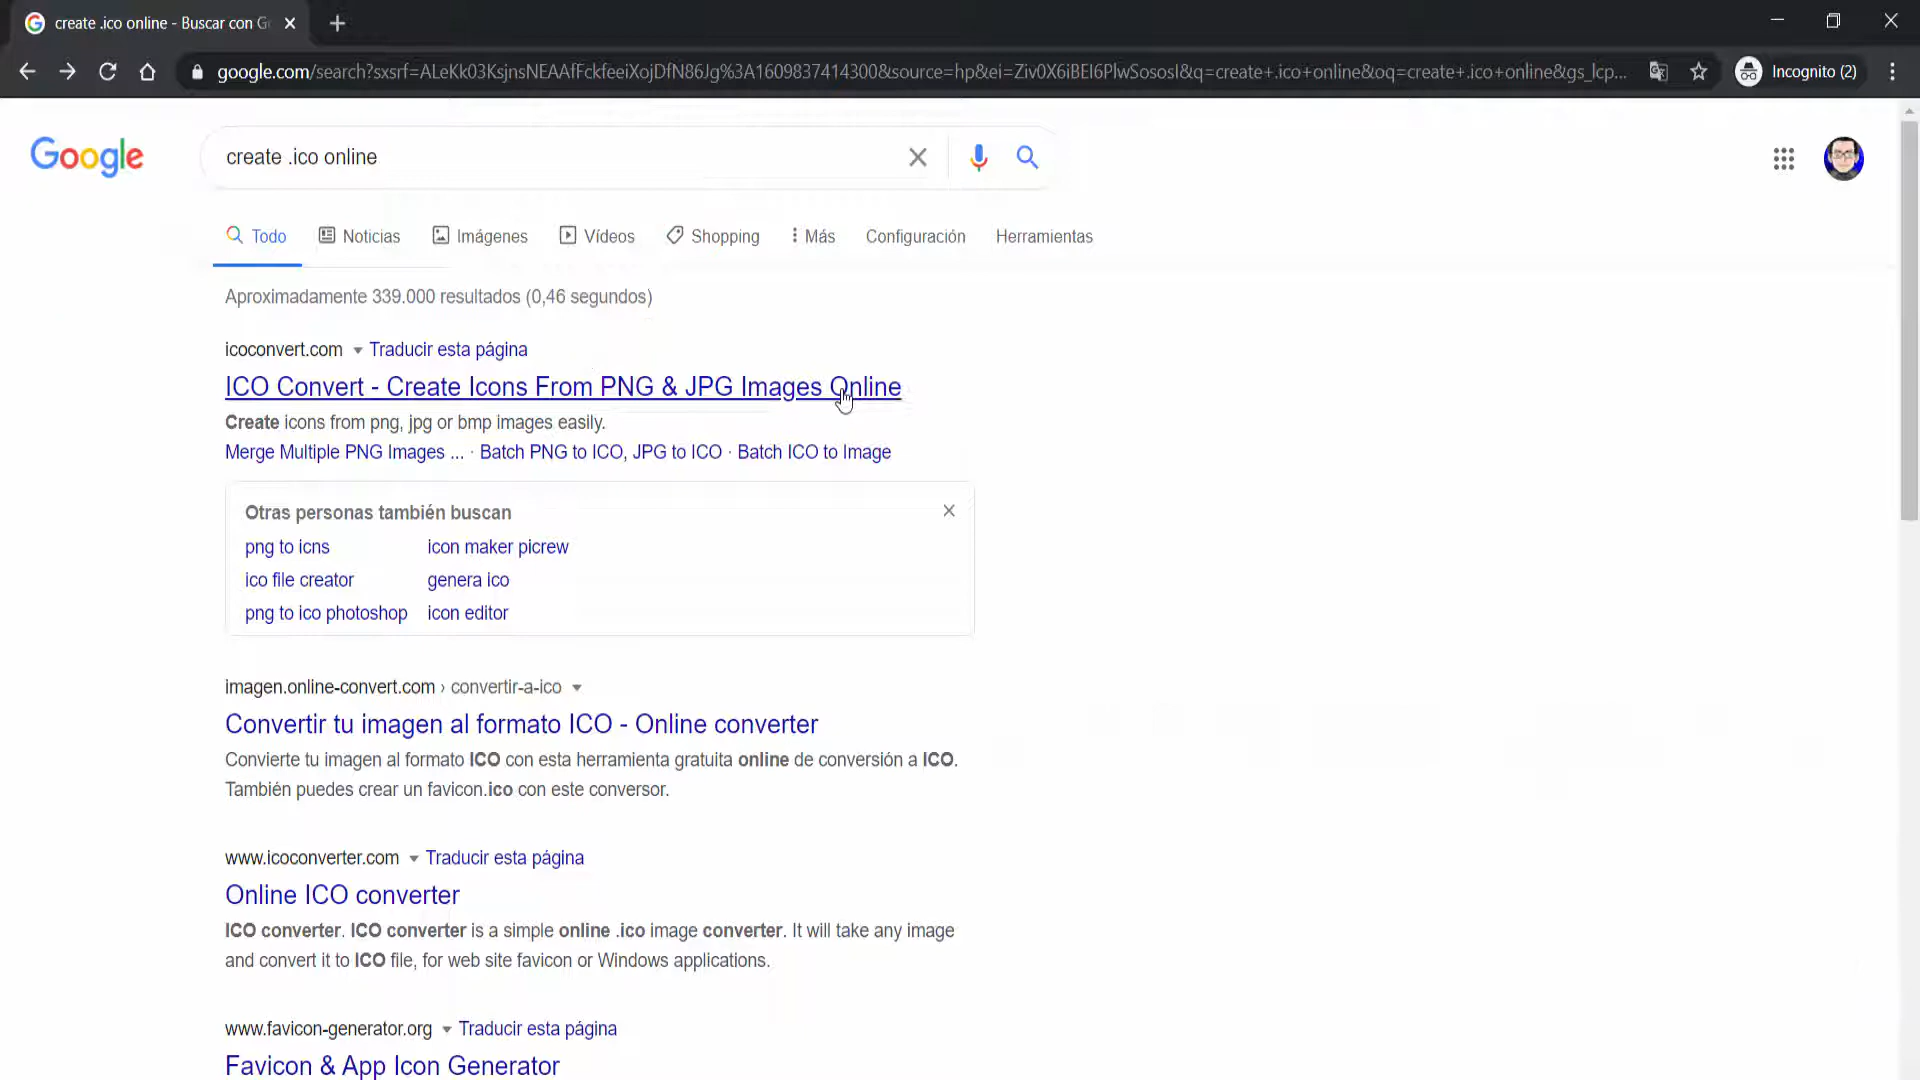 create .ico online - Buscar con G
google.com/search?sxsrf=ALeKk03KsjnsNEAAfFckfeeiXojDfN86Jg%3A1609837414300&source=hp&ei=Ziv0X6iBEI6PlwSososI&q=create+.ico+online&oq=create+.ico+online&gs_lcp...
Incognito (2)
Google
create .ico online
Todo Noticias Imágenes Vídeos Shopping Más Configuración Herramientas
Aproximadamente 339.000 resultados (0,46 segundos)
icoconvert.com Traducir esta página
ICO Convert - Create Icons From PNG & JPG Images Online
Create icons from png, jpg or bmp images easily.
Merge Multiple PNG Images ... · Batch PNG to ICO, JPG to ICO · Batch ICO to Image
Otras personas también buscan
png to icns icon maker picrew
ico file creator genera ico
png to ico photoshop icon editor
imagen.online-convert.com › convertir-a-ico
Convertir tu imagen al formato ICO - Online converter
Convierte tu imagen al formato ICO con esta herramienta gratuita online de conversión a ICO.
También puedes crear un favicon.ico con este conversor.
www.icoconverter.com Traducir esta página
Online ICO converter
ICO converter. ICO converter is a simple online .ico image converter. It will take any image
and convert it to ICO file, for web site favicon or Windows applications.
www.favicon-generator.org Traducir esta página
Favicon & App Icon Generator